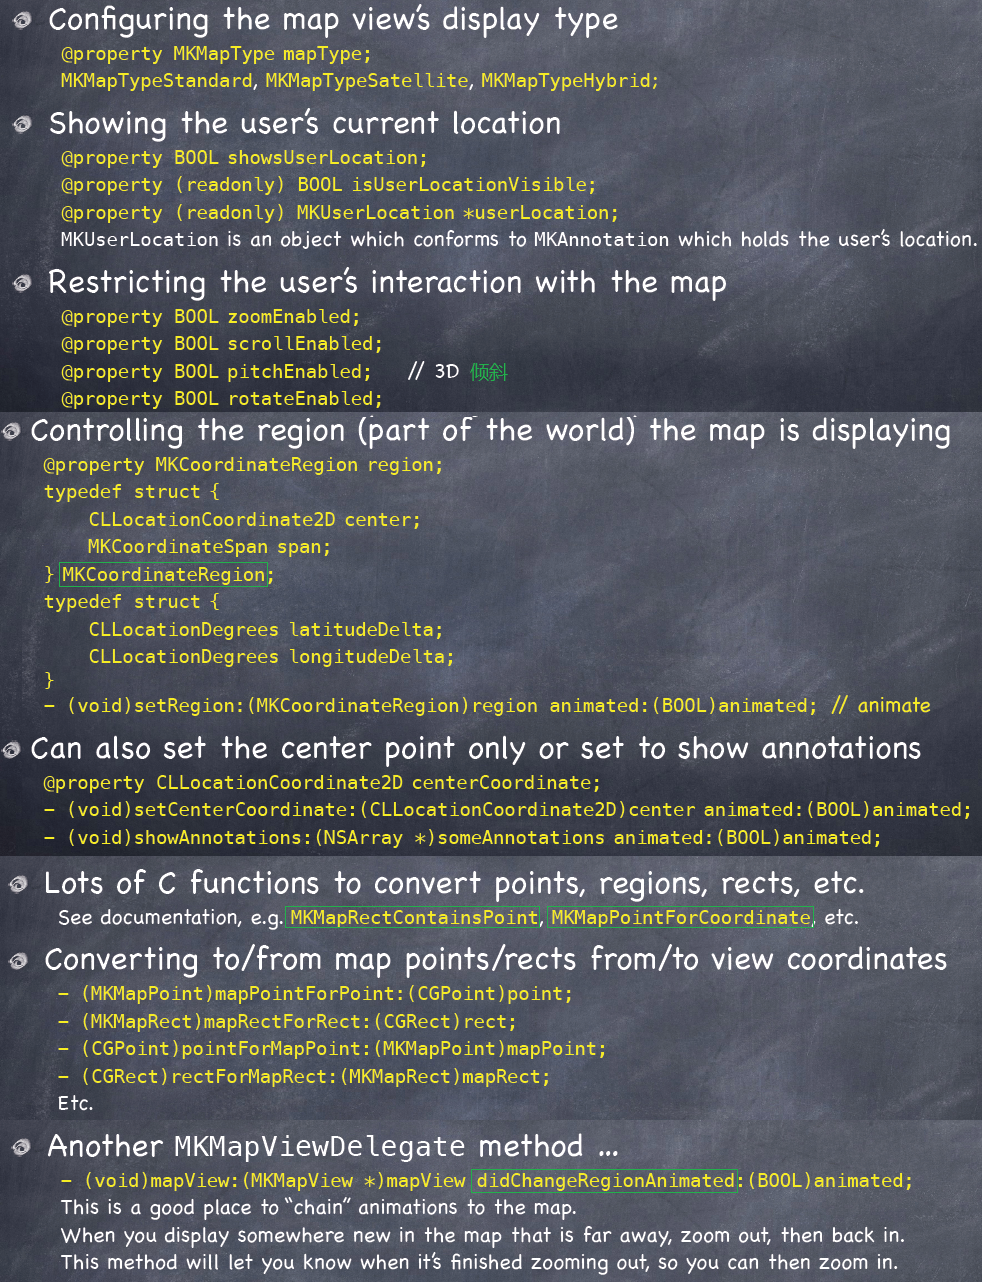 Configuring the map view's display type
@property MKMapType mapType;
MKMapTypeStandard, MKMapTypeSatellite, MKMapTypeHybrid;
Showing the user's current location
@property BOOL showsUserLocation;
@property (readonly) BOOL isUserLocationVisible;
@property (readonly) MKUserLocation *userLocation;
MKUserLocation is an object which conforms to MKAnnotation which holds the user's location.
Restricting the user's interaction with the map
@property BOOL zoomEnabled;
@property BOOL scrollEnabled;
@property BOOL pitchEnabled; // 3D 倾斜
@property BOOL rotateEnabled;
Controlling the region (part of the world) the map is displaying
@property MKCoordinateRegion region;
typedef struct {
CLLocationCoordinate2D center;
MKCoordinateSpan span;
} MKCoordinateRegion;
typedef struct {
CLLocationDegrees latitudeDelta;
CLLocationDegrees longitudeDelta;
}
- (void)setRegion:(MKCoordinateRegion)region animated:(BOOL)animated; // animate
Can also set the center point only or set to show annotations
@property CLLocationCoordinate2D centerCoordinate;
- (void)setCenterCoordinate:(CLLocationCoordinate2D)center animated:(BOOL)animated;
- (void)showAnnotations:(NSArray *)someAnnotations animated:(BOOL)animated;
Lots of C functions to convert points, regions, rects, etc.
See documentation, e.g. MKMapRectContainsPoint, MKMapPointForCoordinate, etc.
Converting to/from map points/rects from/to view coordinates
- (MKMapPoint)mapPointForPoint:(CGPoint)point;
- (MKMapRect)mapRectForRect:(CGRect)rect;
- (CGPoint)pointForMapPoint:(MKMapPoint)mapPoint;
- (CGRect)rectForMapRect:(MKMapRect)mapRect;
Etc.
Another MKMapViewDelegate method ...
- (void)mapView:(MKMapView *)mapView didChangeRegionAnimated:(BOOL)animated;
This is a good place to “chain” animations to the map.
When you display somewhere new in the map that is far away, zoom out, then back in.
This method will let you know when it's finished zooming out, so you can then zoom in.